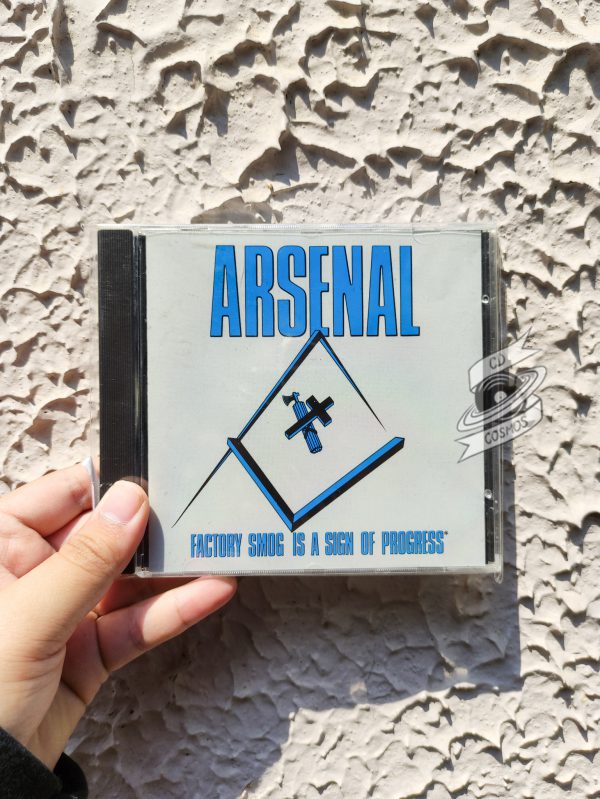 ARSENAL
FACTORY SMOG IS A SIGN OF PROGRESS*
CD
COSMOS